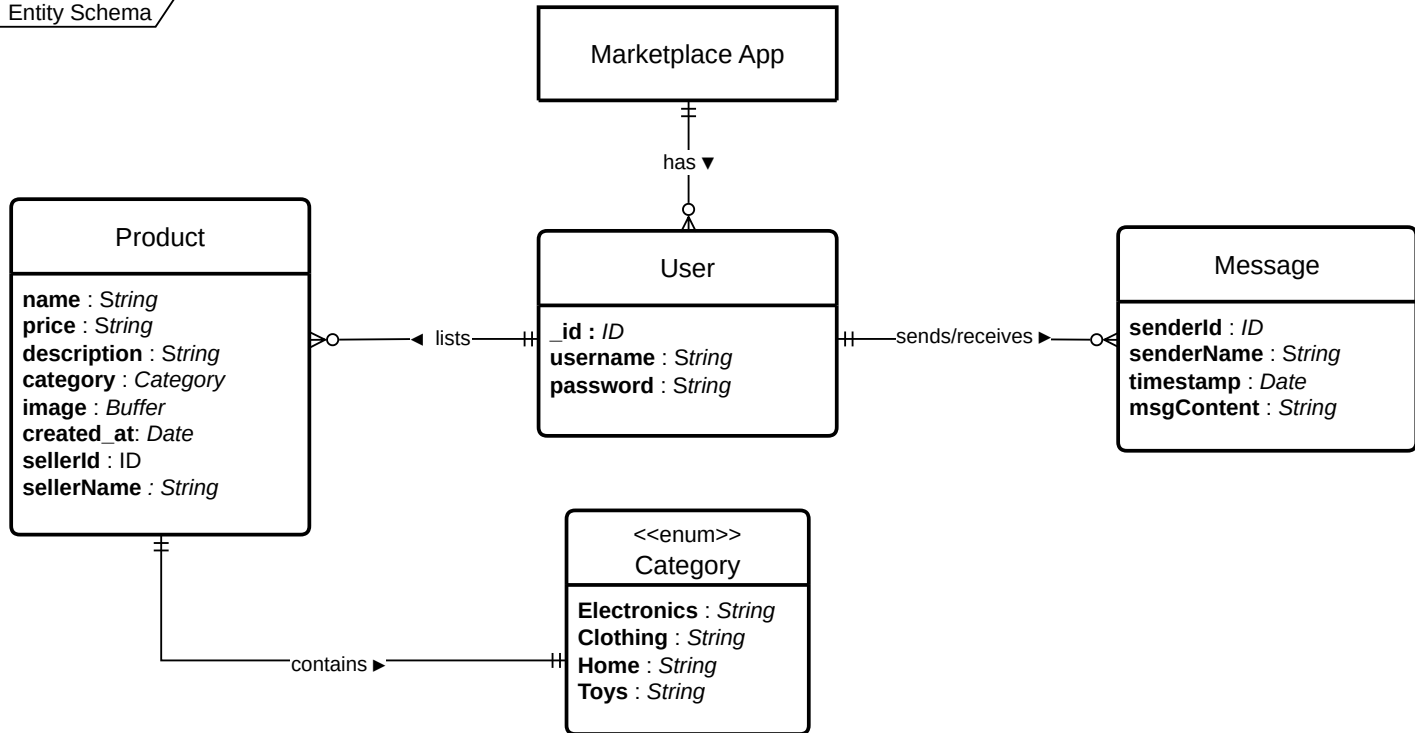 Entity Schema
Marketplace App
has ▼
Product
name : String
price : String
description : String
category : Category
image : Buffer
created_at: Date
sellerId : ID
sellerName : String
◄ lists
User
_id : ID
username : String
password : String
sends/receives ►
Message
senderId : ID
senderName : String
timestamp : Date
msgContent : String
contains ►
<<enum>>
Category
Electronics : String
Clothing : String
Home : String
Toys : String